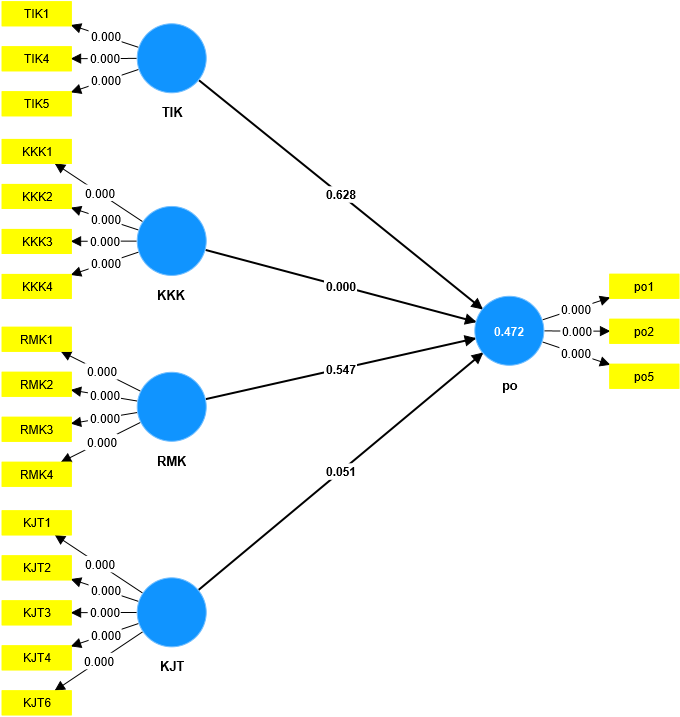 TIK1
0.000
TIK4
0.000
TIK5
0.000
TIK
KKK1
0.000
KKK2
0.000
KKK3
0.000
KKK4
0.000
KKK
RMK1
0.000
RMK2
0.000
RMK3
0.000
RMK4
0.000
RMK
KJT1
0.000
KJT2
0.000
KJT3
0.000
KJT4
0.000
KJT6
0.000
KJT
0.628
0.000
0.547
0.051
0.472
po
0.000
po1
0.000
po2
0.000
po5